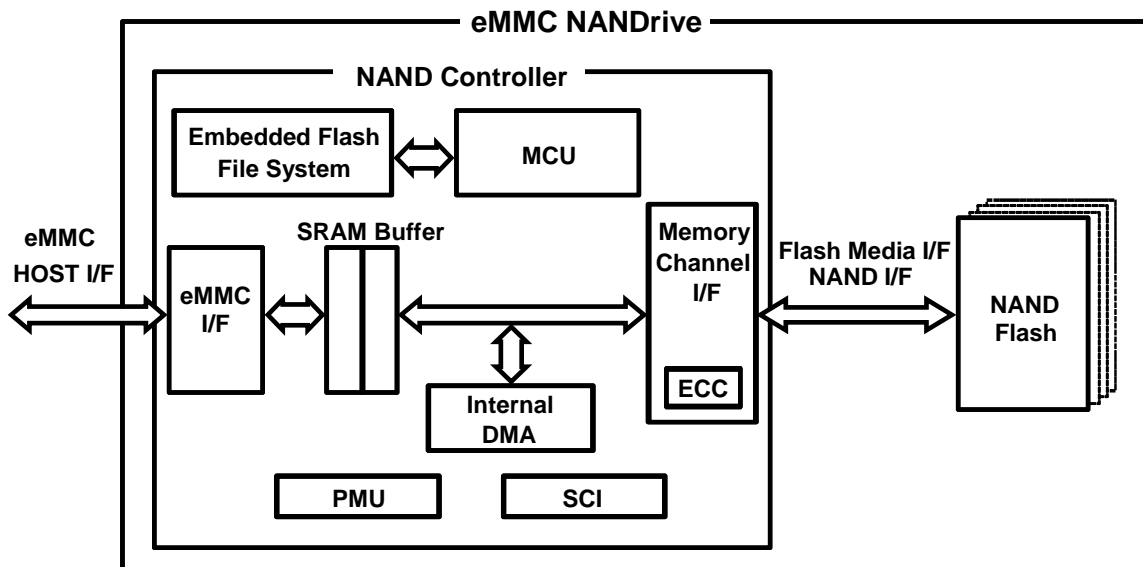 eMMC NANDrive
NAND Controller
Embedded Flash
File System
MCU
eMMC
HOST I/F
eMMC
I/F
SRAM Buffer
Internal
DMA
Memory
Channel
I/F
ECC
Flash Media I/F
NAND I/F
NAND
Flash
PMU
SCI